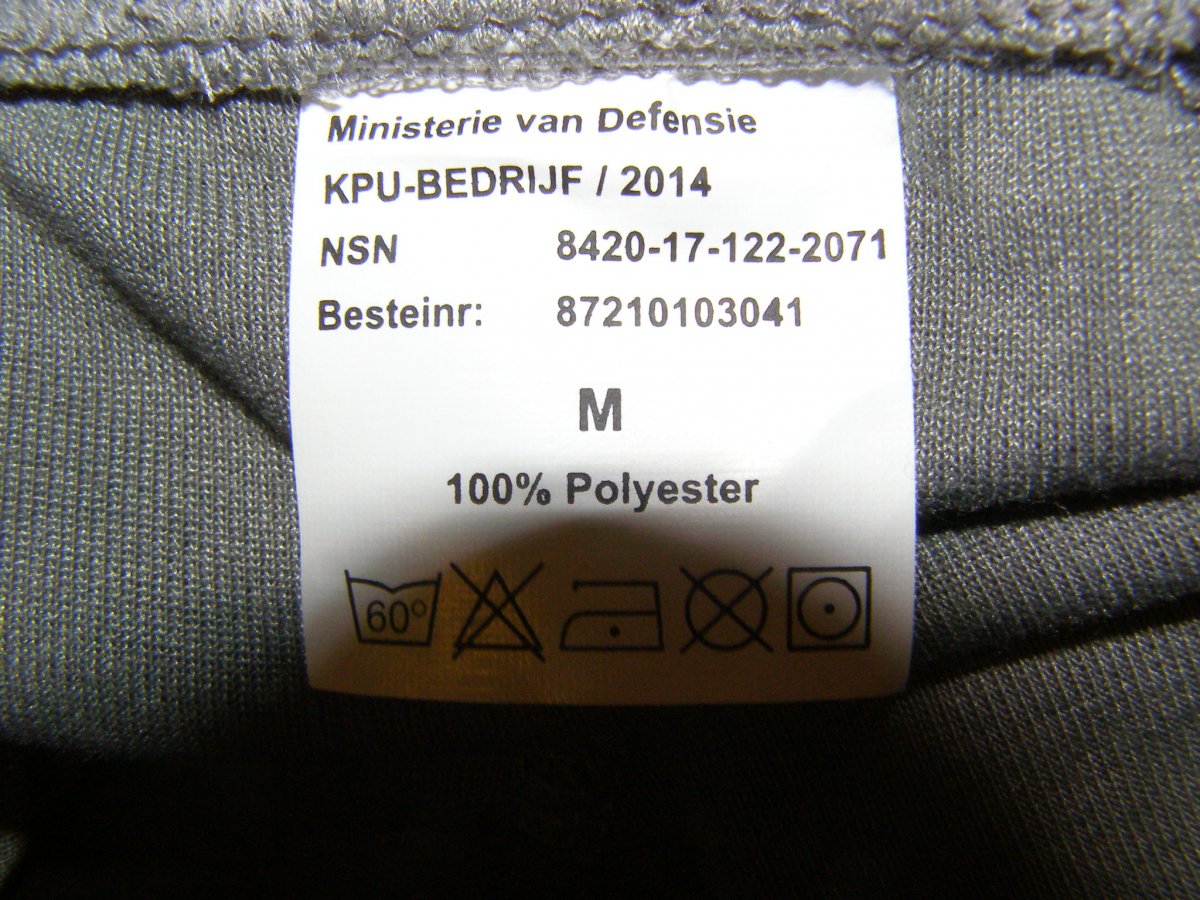 Ministerie van Defensie
KPU-BEDRIJF / 2014
NSN 8420-17-122-2071
Besteinr: 87210103041
M
100% Polyester
60°